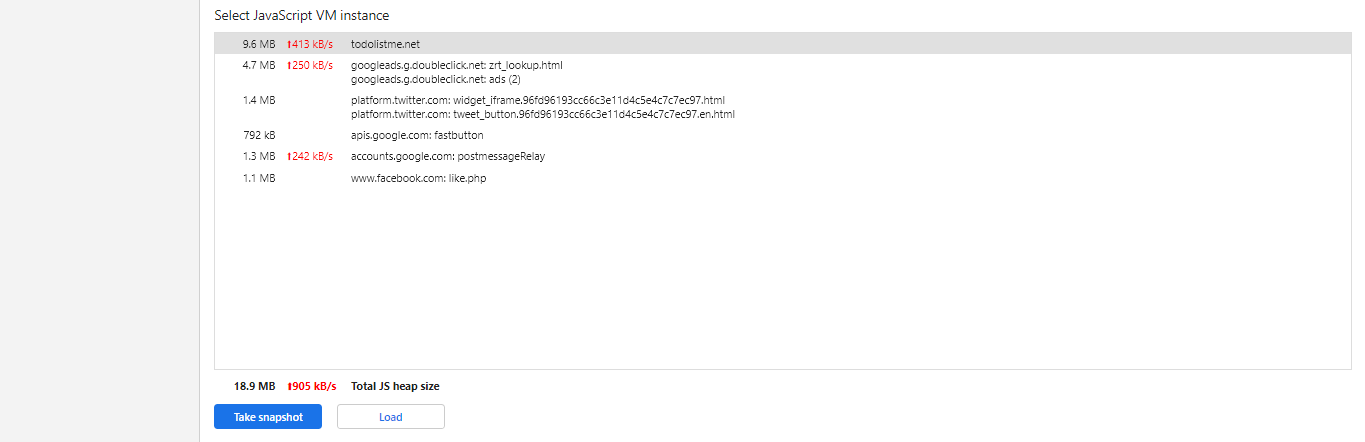 Select JavaScript VM instance
9.6 MB ⬆413 kB/s todolistme.net
4.7 MB ⬆250 kB/s googleads.g.doubleclick.net: zrt_lookup.html
googleads.g.doubleclick.net: ads (2)
1.4 MB platform.twitter.com: widget_iframe.96fd96193cc66c3e11d4c5e4c7c7ec97.html
platform.twitter.com: tweet_button.96fd96193cc66c3e11d4c5e4c7c7ec97.en.html
792 kB apis.google.com: fastbutton
1.3 MB ⬆242 kB/s accounts.google.com: postmessageRelay
1.1 MB www.facebook.com: like.php
18.9 MB ⬆905 kB/s Total JS heap size
Take snapshot Load